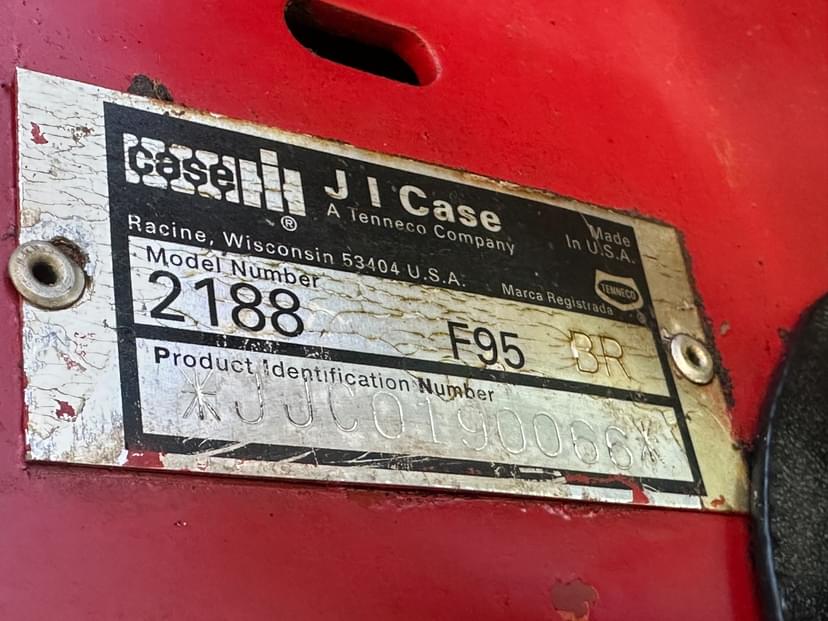 case IH ®
J I Case
A Tenneco Company
Made
In U.S.A.
Racine, Wisconsin 53404 U.S.A.
Marca Registrada
TENNECO ®
Model Number
2188 F95 BR
Product Identification Number
*JJC0190066*